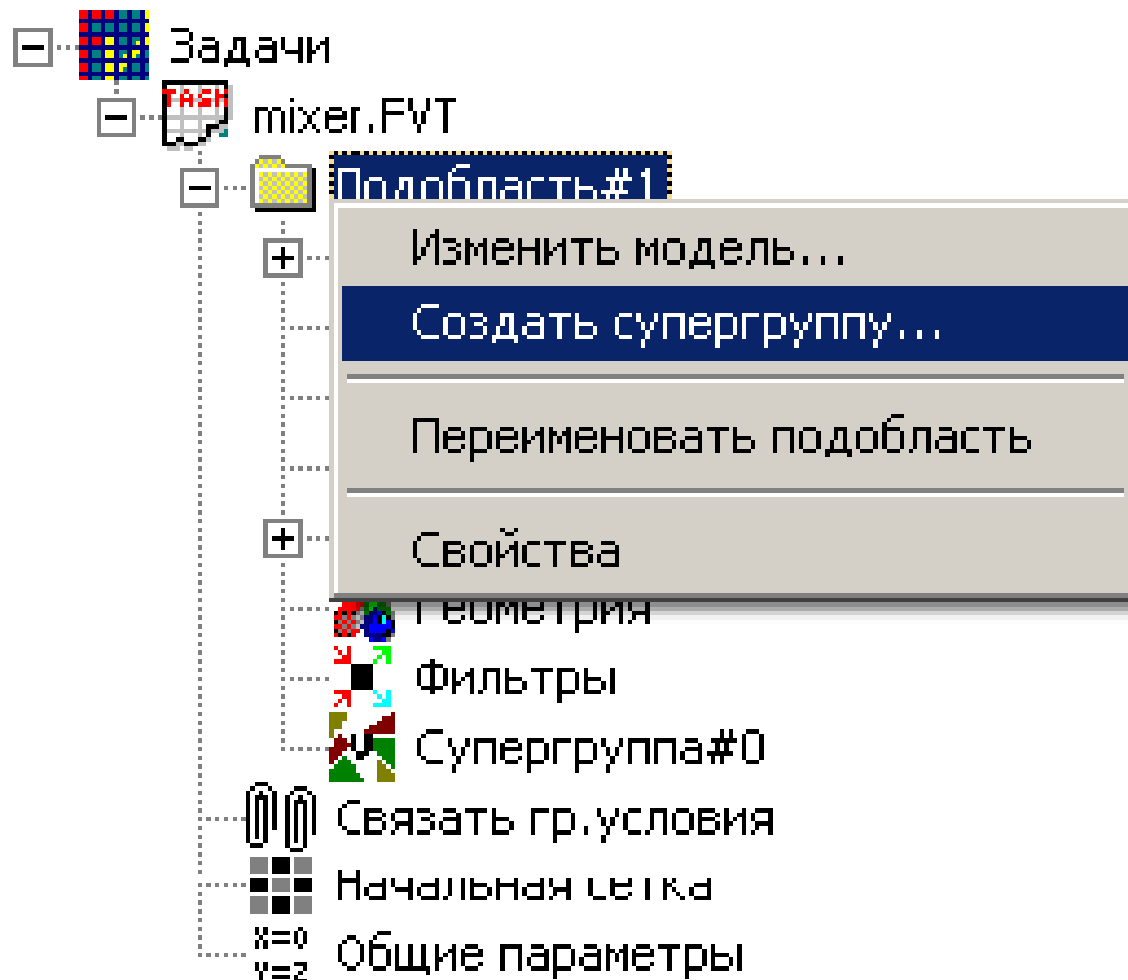 Задачи
TASK
mixer.FVT
Подобласть#1
Изменить модель...
Создать супергруппу...
Переименовать подобласть
Свойства
Геометрия
Фильтры
Супергруппа#0
Связать гр.условия
Начальная сетка
X=0
Y=Z
Общие параметры